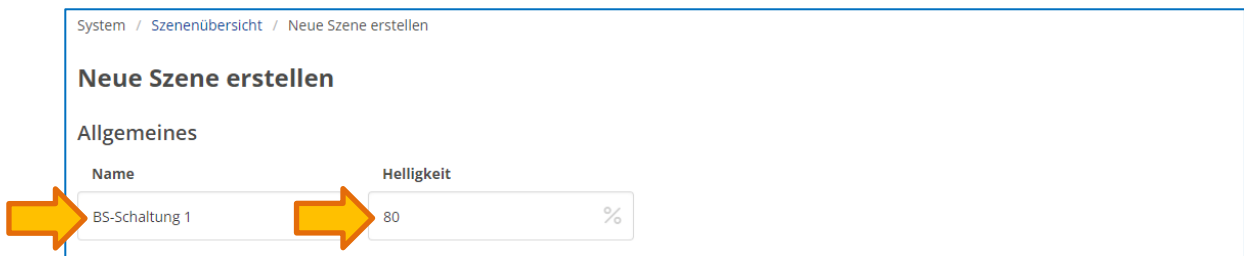 System / Szenenübersicht / Neue Szene erstellen
Neue Szene erstellen
Allgemeines
Name Helligkeit
BS-Schaltung 1 80 %